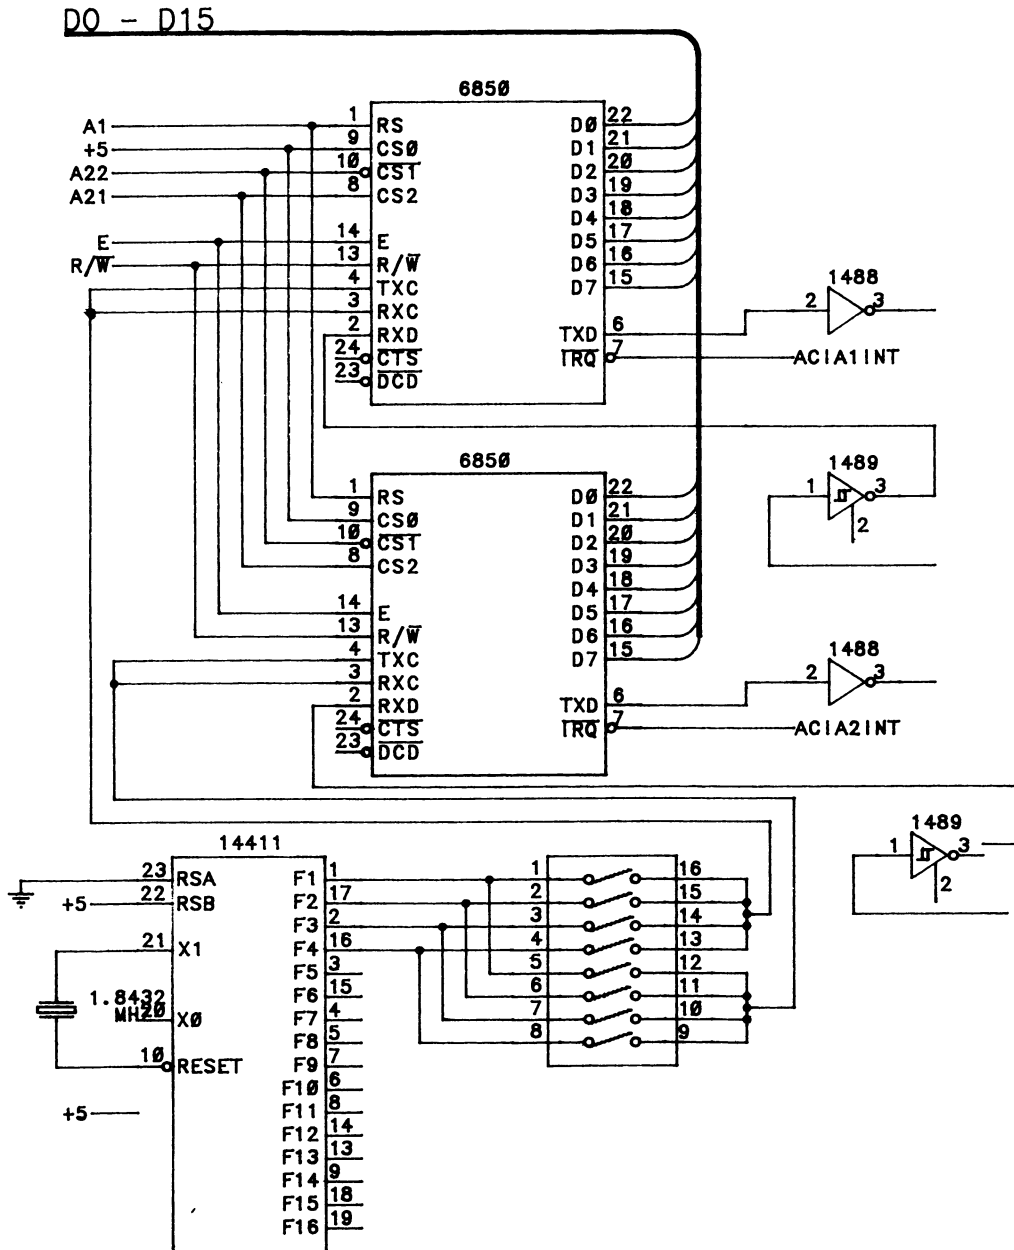 D0 - D15
6850
A1 1 RS D0 22
+5 9 CS0 D1 21
A22 10 CS1 D2 20
A21 8 CS2 D3 19
D4 18
E 14 E D5 17
R/W 13 R/W D6 16
4 TXC D7 15
3 RXC
2 RXD TXD 6
24 CTS IRQ 7 ACIA1INT
23 DCD
1488
2 3
1489
1 3
2
6850
1 RS D0 22
9 CS0 D1 21
10 CS1 D2 20
8 CS2 D3 19
D4 18
14 E D5 17
13 R/W D6 16
4 TXC D7 15
3 RXC
2 RXD TXD 6
24 CTS IRQ 7 ACIA2INT
23 DCD
1488
2 3
1489
1 3
2
14411
23 RSA F1 1
+5 22 RSB F2 17
F3 2
21 X1 F4 16
F5 3
1.8432 F6 15
MHZ 20 X0 F7 4
F8 5
10 RESET F9 7
F10 6
+5 F11 8
F12 14
F13 13
F14 9
F15 18
F16 19
1 16
2 15
3 14
4 13
5 12
6 11
7 10
8 9